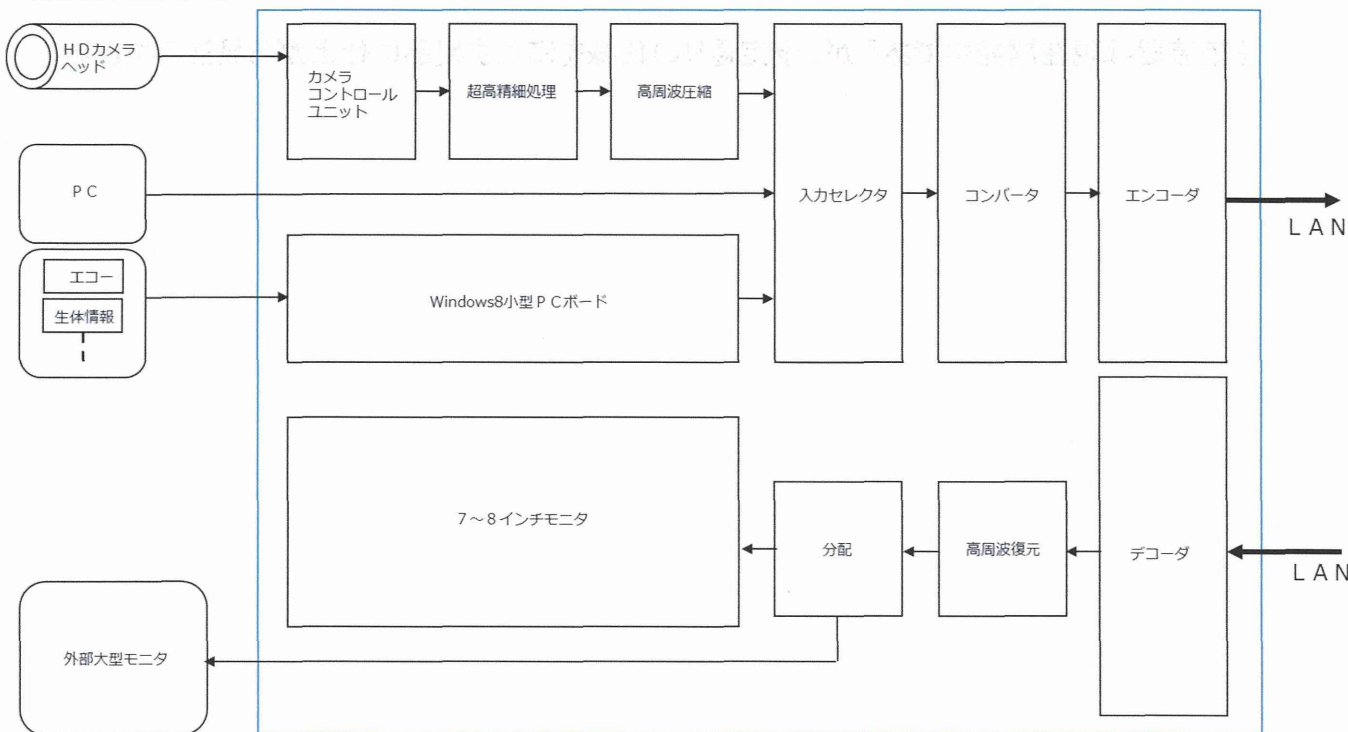 HDカメラ
ヘッド
カメラ
コントロール
ユニット
超高精細処理
高周波圧縮
PC
入力セレクタ
コンバータ
エンコーダ
LAN
エコー
生体情報
Windows8小型PCボード
7～8インチモニタ
分配
高周波復元
デコーダ
LAN
外部大型モニタ